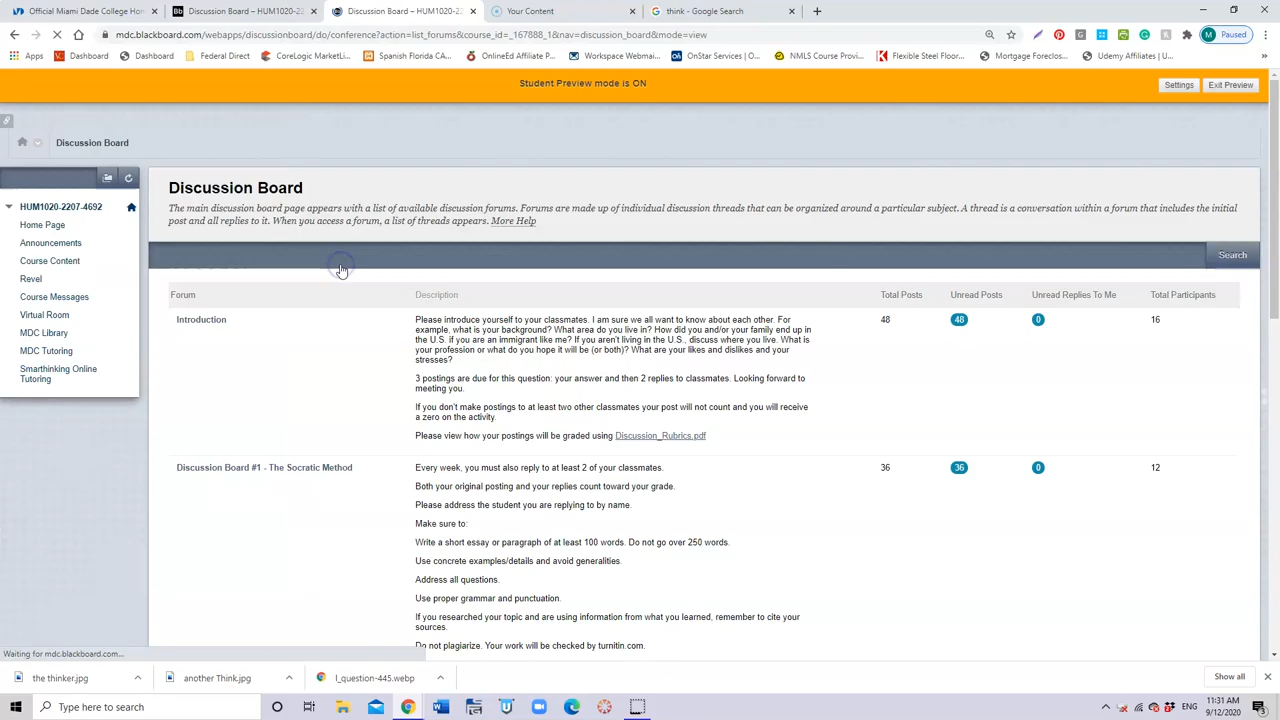 Official Miami Dade College Hom
Discussion Board – HUM1020-22
Discussion Board – HUM1020-22
Your Content
think - Google Search
mdc.blackboard.com/webapps/discussionboard/do/conference?action=list_forums&course_id=_167888_1&nav=discussion_board&mode=view
Paused
Apps
Dashboard
Dashboard
Federal Direct
CoreLogic MarketLi...
Spanish Florida CA...
OnlineEd Affiliate P...
Workspace Webmai...
OnStar Services | O...
NMLS Course Provi...
Flexible Steel Floor...
Mortgage Foreclos...
Udemy Affiliates | U...
Student Preview mode is ON
Settings
Exit Preview
Discussion Board
HUM1020-2207-4692
Home Page
Announcements
Course Content
Revel
Course Messages
Virtual Room
MDC Library
MDC Tutoring
Smarthinking Online
Tutoring
Discussion Board
The main discussion board page appears with a list of available discussion forums. Forums are made up of individual discussion threads that can be organized around a particular subject. A thread is a conversation within a forum that includes the initial
post and all replies to it. When you access a forum, a list of threads appears. More Help
Search
Forum Description Total Posts Unread Posts Unread Replies To Me Total Participants
Introduction
Please introduce yourself to your classmates. I am sure we all want to know about each other. For
example, what is your background? What area do you live in? How did you and/or your family end up
in the U.S. if you are an immigrant like me? If you aren't living in the U.S., discuss where you live. What is
your profession or what do you hope it will be (or both)? What are your likes and dislikes and your
stresses?
3 postings are due for this question: your answer and then 2 replies to classmates. Looking forward to
meeting you.
If you don't make postings to at least two other classmates your post will not count and you will receive
a zero on the activity.
Please view how your postings will be graded using Discussion_Rubrics.pdf
48 48 0 16
Discussion Board #1 - The Socratic Method
Every week, you must also reply to at least 2 of your classmates.
Both your original posting and your replies count toward your grade.
Please address the student you are replying to by name.
Make sure to:
Write a short essay or paragraph of at least 100 words. Do not go over 250 words.
Use concrete examples/details and avoid generalities.
Address all questions.
Use proper grammar and punctuation.
If you researched your topic and are using information from what you learned, remember to cite your
sources.
Do not plagiarize. Your work will be checked by turnitin.com.
36 36 0 12
Waiting for mdc.blackboard.com...
the thinker.jpg
another Think.jpg
I_question-445.webp
Show all
Type here to search
ENG
11:31 AM
9/12/2020